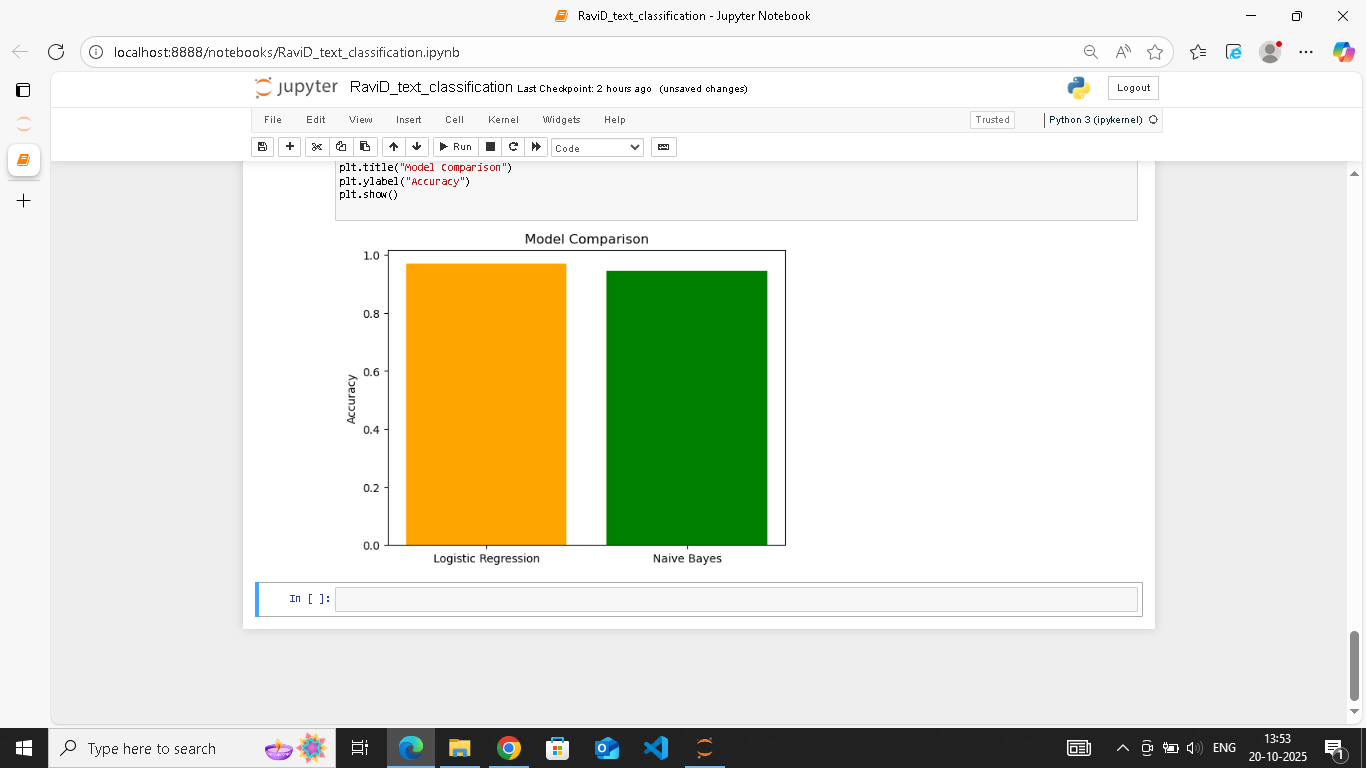 RaviD_text_classification - Jupyter Notebook
localhost:8888/notebooks/RaviD_text_classification.ipynb
jupyter RaviD_text_classification Last Checkpoint: 2 hours ago (unsaved changes)
Logout
File Edit View Insert Cell Kernel Widgets Help
Trusted
Python 3 (ipykernel)
Run
Code
plt.title("Model Comparison")
plt.ylabel("Accuracy")
plt.show()
Model Comparison
1.0
0.8
0.6
0.4
0.2
0.0
Accuracy
Logistic Regression
Naive Bayes
In [ ]:
Type here to search
ENG
13:53
20-10-2025
1